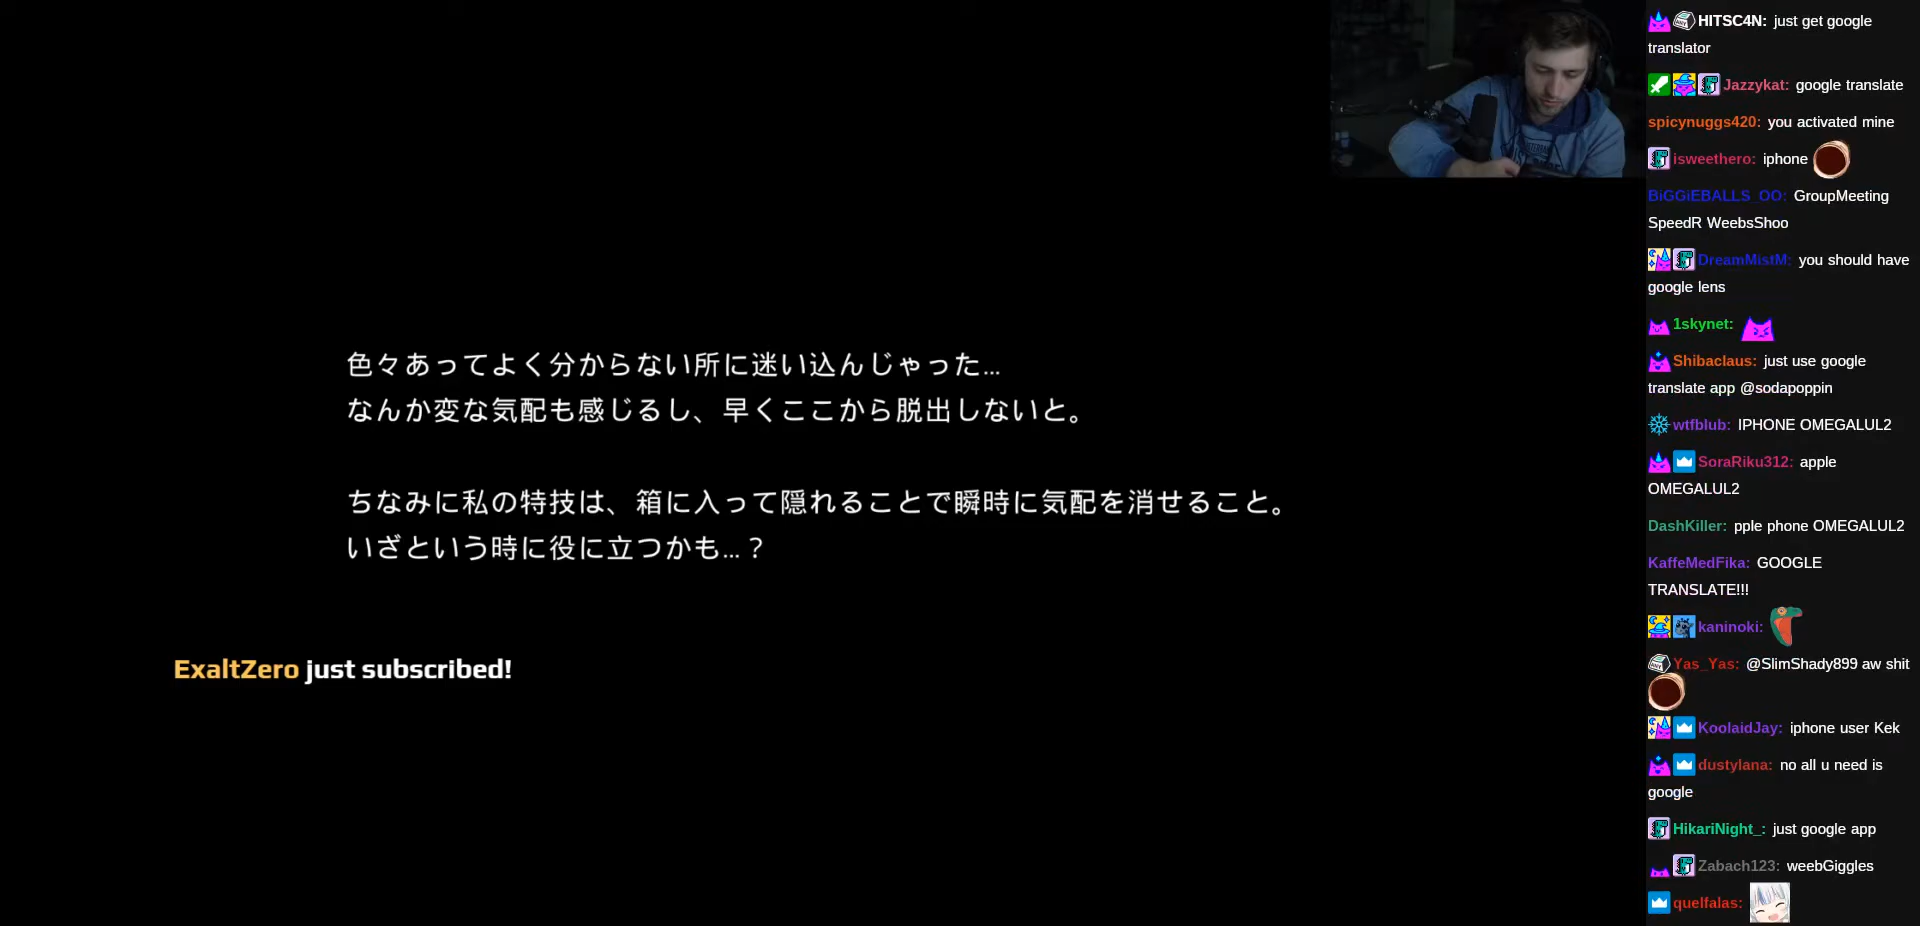 色々あってよく分からない所に迷い込んじゃった...
なんか変な気配も感じるし、早くここから脱出しないと。
ちなみに私の特技は、箱に入って隠れることで瞬時に気配を消せること。
いざという時に役に立つかも...？
ExaltZero just subscribed!
HITSC4N: just get google
translator
Jazzykat: google translate
spicynuggs420: you activated mine
isweethero: iphone
BiGGiEBALLS_OO: GroupMeeting
SpeedR WeebsShoo
DreamMistM: you should have
google lens
1skynet:
Shibaclaus: just use google
translate app @sodapoppin
wtfblub: IPHONE OMEGALUL2
SoraRiku312: apple
OMEGALUL2
DashKiller: pple phone OMEGALUL2
KaffeMedFika: GOOGLE
TRANSLATE!!!
kaninoki:
Yas_Yas: @SlimShady899 aw shit
KoolaidJay: iphone user Kek
dustylana: no all u need is
google
HikariNight_: just google app
Zabach123: weebGiggles
quelfalas: